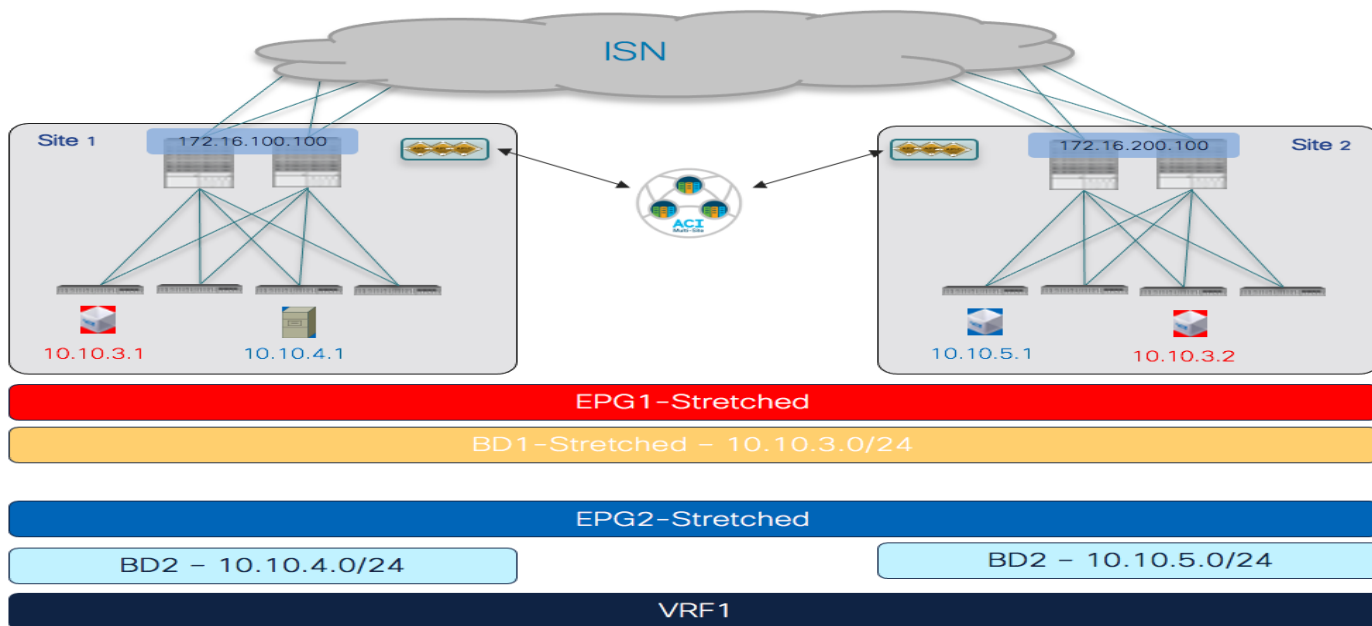 ISN
Site 1
172.16.100.100
172.16.200.100
Site 2
ACI
Multi-Site
10.10.3.1
10.10.4.1
10.10.5.1
10.10.3.2
EPG1-Stretched
BD1-Stretched - 10.10.3.0/24
EPG2-Stretched
BD2 - 10.10.4.0/24
BD2 - 10.10.5.0/24
VRF1